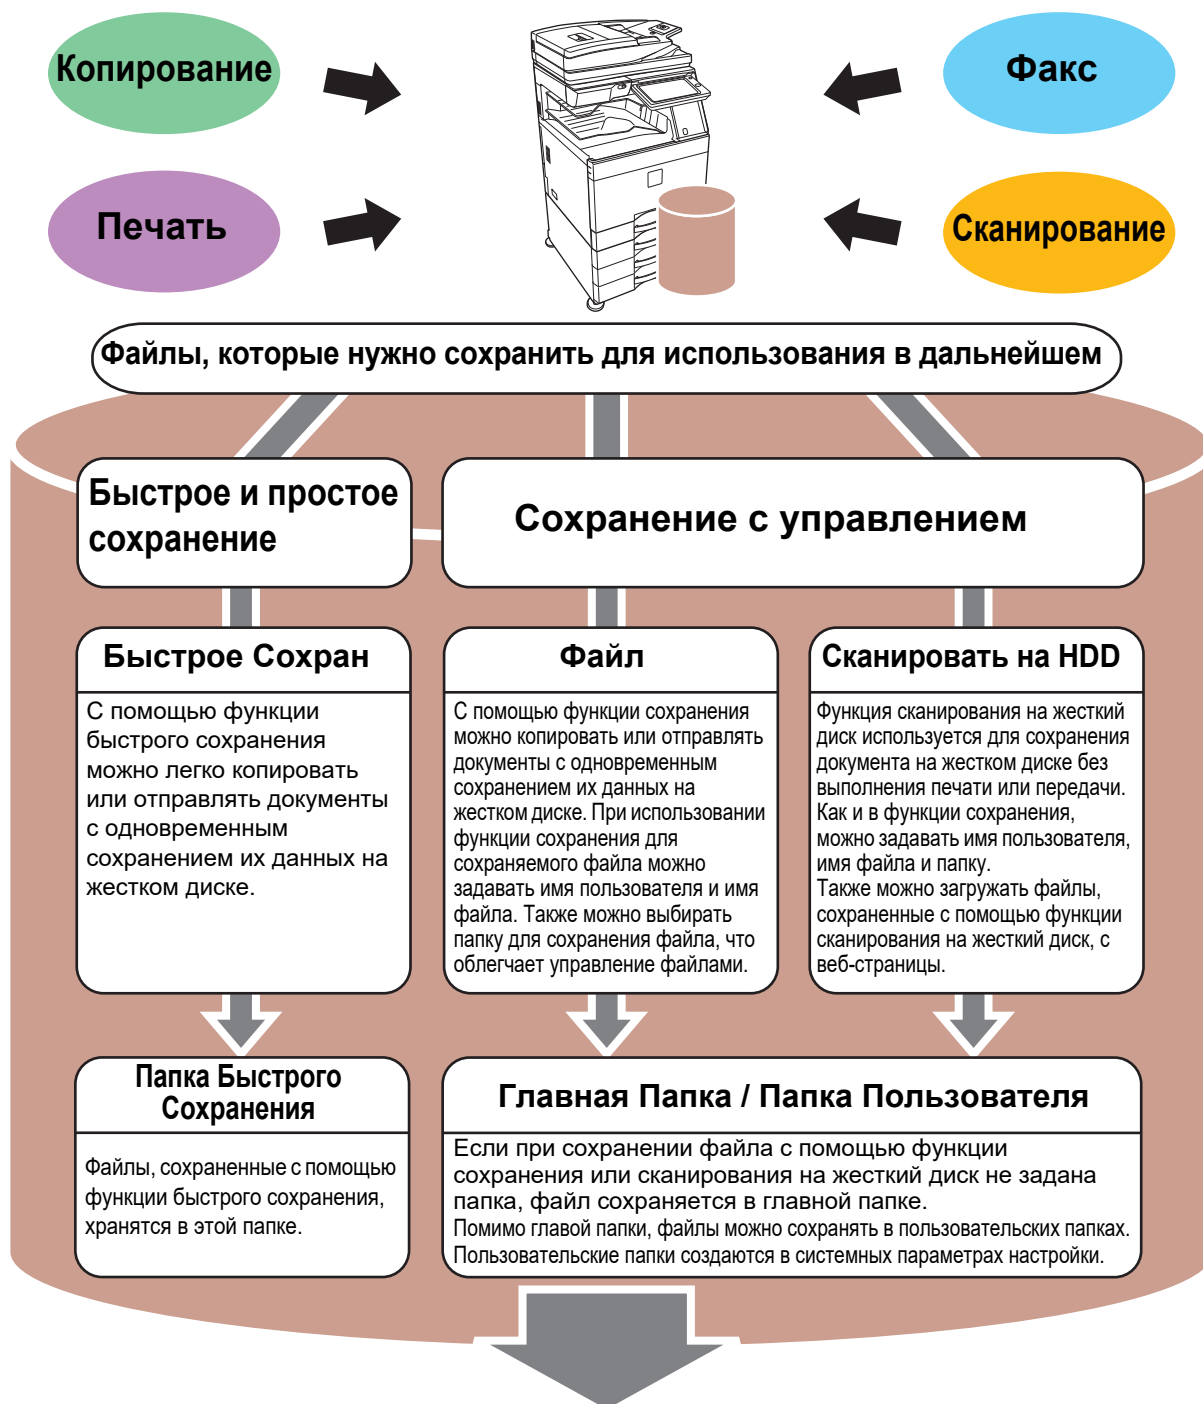 Копирование
Факс
Печать
Сканирование
Файлы, которые нужно сохранить для использования в дальнейшем
Быстрое и простое
сохранение
Сохранение с управлением
Быстрое Сохран
С помощью функции
быстрого сохранения
можно легко копировать
или отправлять документы
с одновременным
сохранением их данных на
жестком диске.
Файл
С помощью функции сохранения
можно копировать или отправлять
документы с одновременным
сохранением их данных на
жестком диске. При использовании
функции сохранения для
сохраняемого файла можно
задавать имя пользователя и имя
файла. Также можно выбирать
папку для сохранения файла, что
облегчает управление файлами.
Сканировать на HDD
Функция сканирования на жесткий
диск используется для сохранения
документа на жестком диске без
выполнения печати или передачи.
Как и в функции сохранения,
можно задавать имя пользователя,
имя файла и папку.
Также можно загружать файлы,
сохраненные с помощью функции
сканирования на жесткий диск, с
веб-страницы.
Папка Быстрого
Сохранения
Файлы, сохраненные с помощью
функции быстрого сохранения,
хранятся в этой папке.
Главная Папка / Папка Пользователя
Если при сохранении файла с помощью функции
сохранения или сканирования на жесткий диск не задана
папка, файл сохраняется в главной папке.
Помимо главой папки, файлы можно сохранять в пользовательских папках.
Пользовательские папки создаются в системных параметрах настройки.